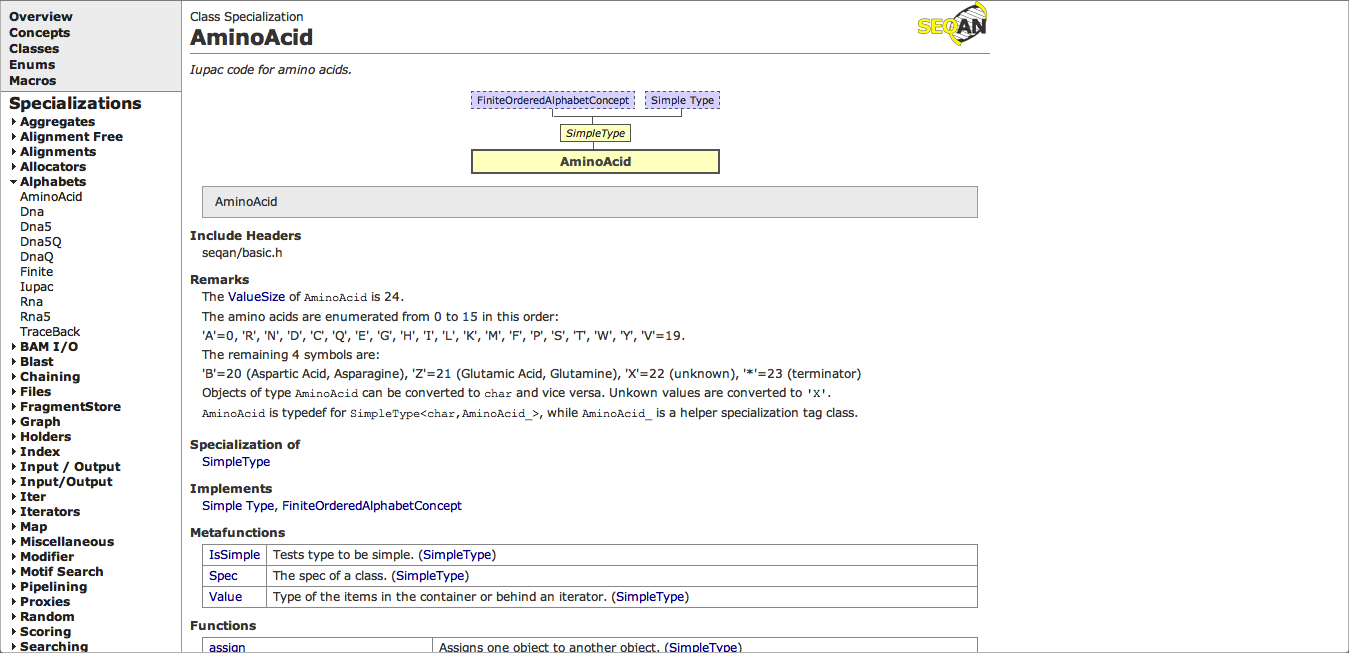 Overview
Concepts
Classes
Enums
Macros
Specializations
Aggregates
Alignment Free
Alignments
Allocators
Alphabets
AminoAcid
Dna
Dna5
Dna5Q
DnaQ
Finite
Iupac
Rna
Rna5
TraceBack
BAM I/O
Blast
Chaining
Files
FragmentStore
Graph
Holders
Index
Input / Output
Input/Output
Iter
Iterators
Map
Miscellaneous
Modifier
Motif Search
Pipelining
Proxies
Random
Scoring
Searching
Class Specialization
AminoAcid
SEQAN
Iupac code for amino acids.
FiniteOrderedAlphabetConcept Simple Type
SimpleType
AminoAcid
AminoAcid
Include Headers
seqan/basic.h
Remarks
The ValueSize of AminoAcid is 24.
The amino acids are enumerated from 0 to 15 in this order:
'A'=0, 'R', 'N', 'D', 'C', 'Q', 'E', 'G', 'H', 'I', 'L', 'K', 'M', 'F', 'P', 'S', 'T', 'W', 'Y', 'V'=19.
The remaining 4 symbols are:
'B'=20 (Aspartic Acid, Asparagine), 'Z'=21 (Glutamic Acid, Glutamine), 'X'=22 (unknown), '*'=23 (terminator)
Objects of type AminoAcid can be converted to char and vice versa. Unkown values are converted to 'X'.
AminoAcid is typedef for SimpleType<char,AminoAcid_>, while AminoAcid_ is a helper specialization tag class.
Specialization of
SimpleType
Implements
Simple Type, FiniteOrderedAlphabetConcept
Metafunctions
IsSimple Tests type to be simple. (SimpleType)
Spec The spec of a class. (SimpleType)
Value Type of the items in the container or behind an iterator. (SimpleType)
Functions
assign Assigns one object to another object. (SimpleType)